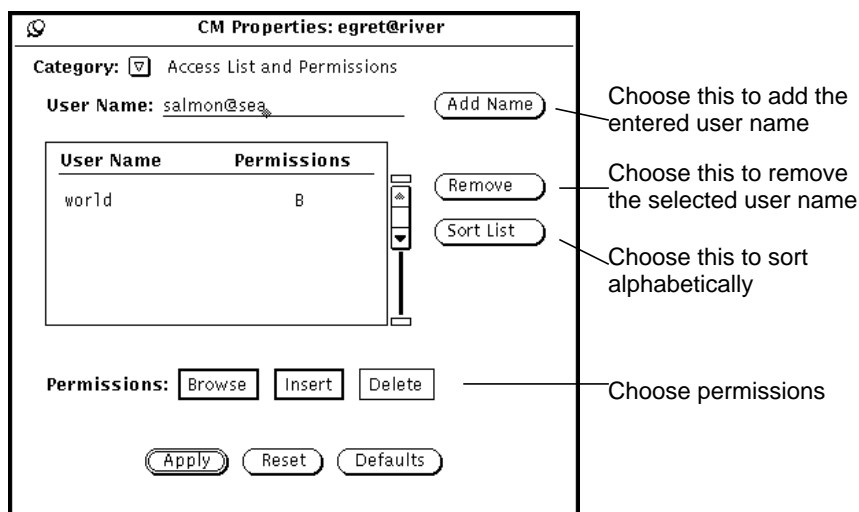 CM Properties: egret@river
Category: Access List and Permissions
User Name: salmon@sea
Add Name
Choose this to add the
entered user name
User Name Permissions
world B
Remove
Choose this to remove
the selected user name
Sort List
Choose this to sort
alphabetically
Permissions: Browse Insert Delete
Choose permissions
Apply Reset Defaults